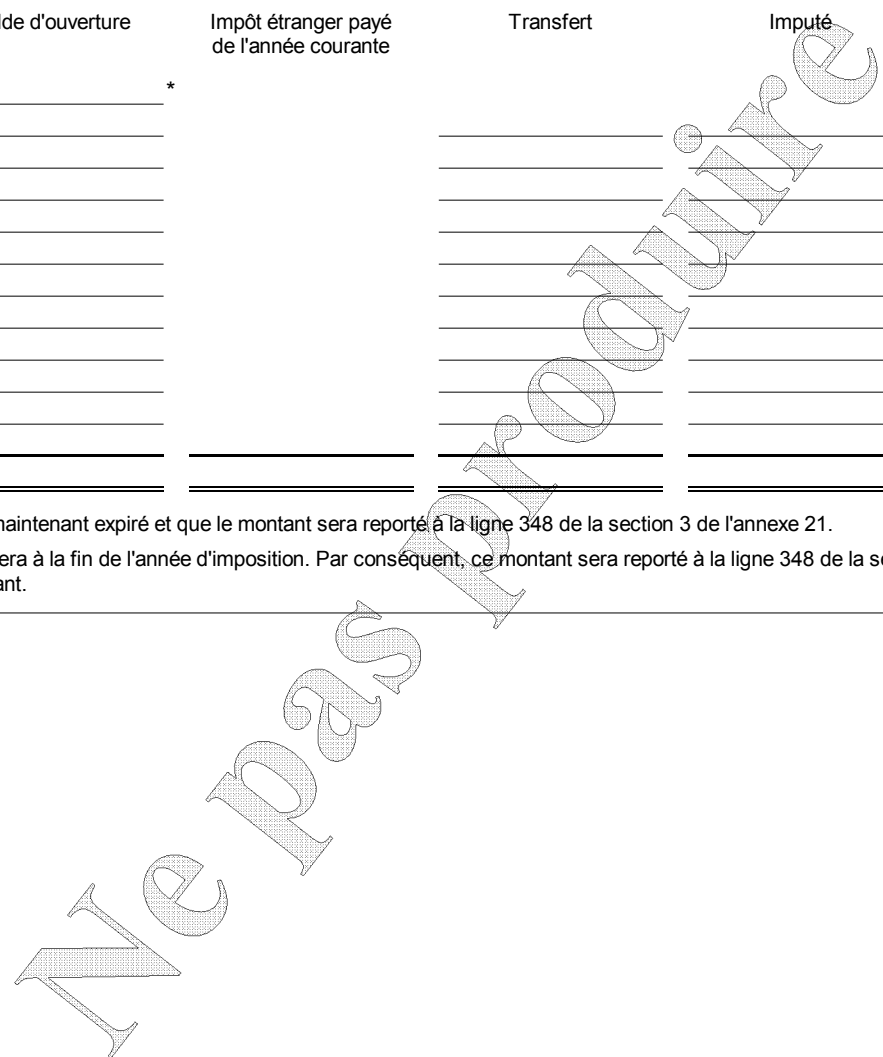 lde d'ouverture Impôt étranger payé de l'année courante Transfert Imputé
*
maintenant expiré et que le montant sera reporté à la ligne 348 de la section 3 de l'annexe 21.
era à la fin de l'année d'imposition. Par conséquent, ce montant sera reporté à la ligne 348 de la se
ant.
Ne pas produire